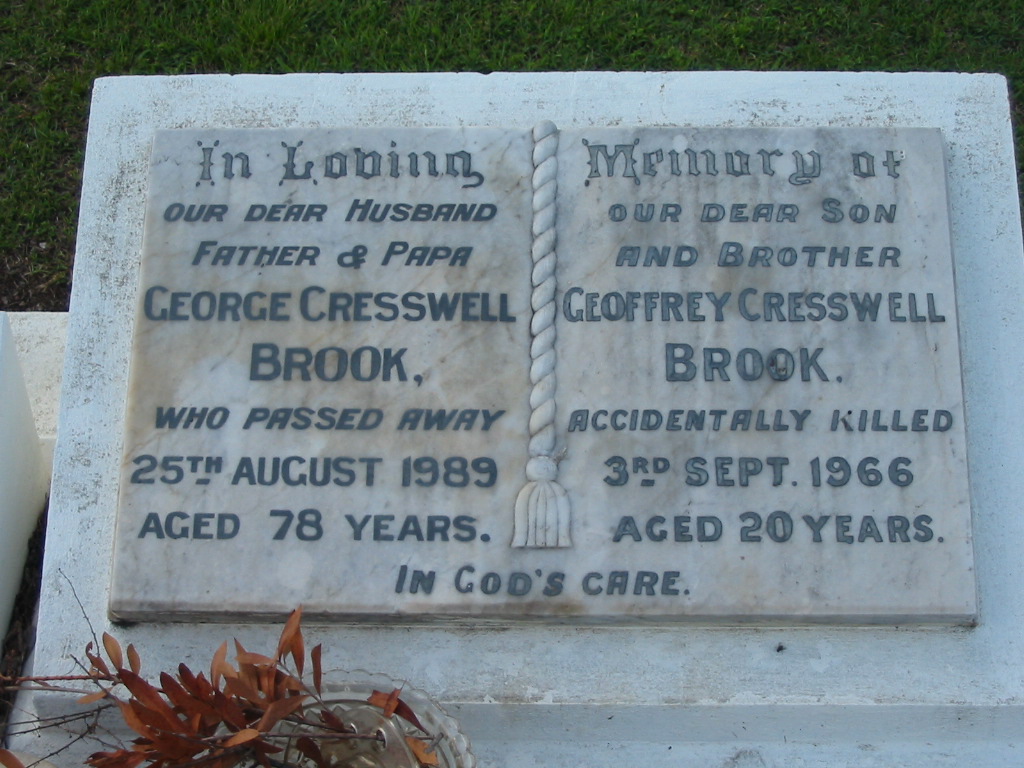 In Loving Memory of
OUR DEAR HUSBAND
FATHER & PAPA
GEORGE CRESSWELL
BROOK,
WHO PASSED AWAY
25TH AUGUST 1989
AGED 78 YEARS.
OUR DEAR SON
AND BROTHER
GEOFFREY CRESSWELL
BROOK.
ACCIDENTALLY KILLED
3RD SEPT. 1966
AGED 20 YEARS.
IN GOD'S CARE.